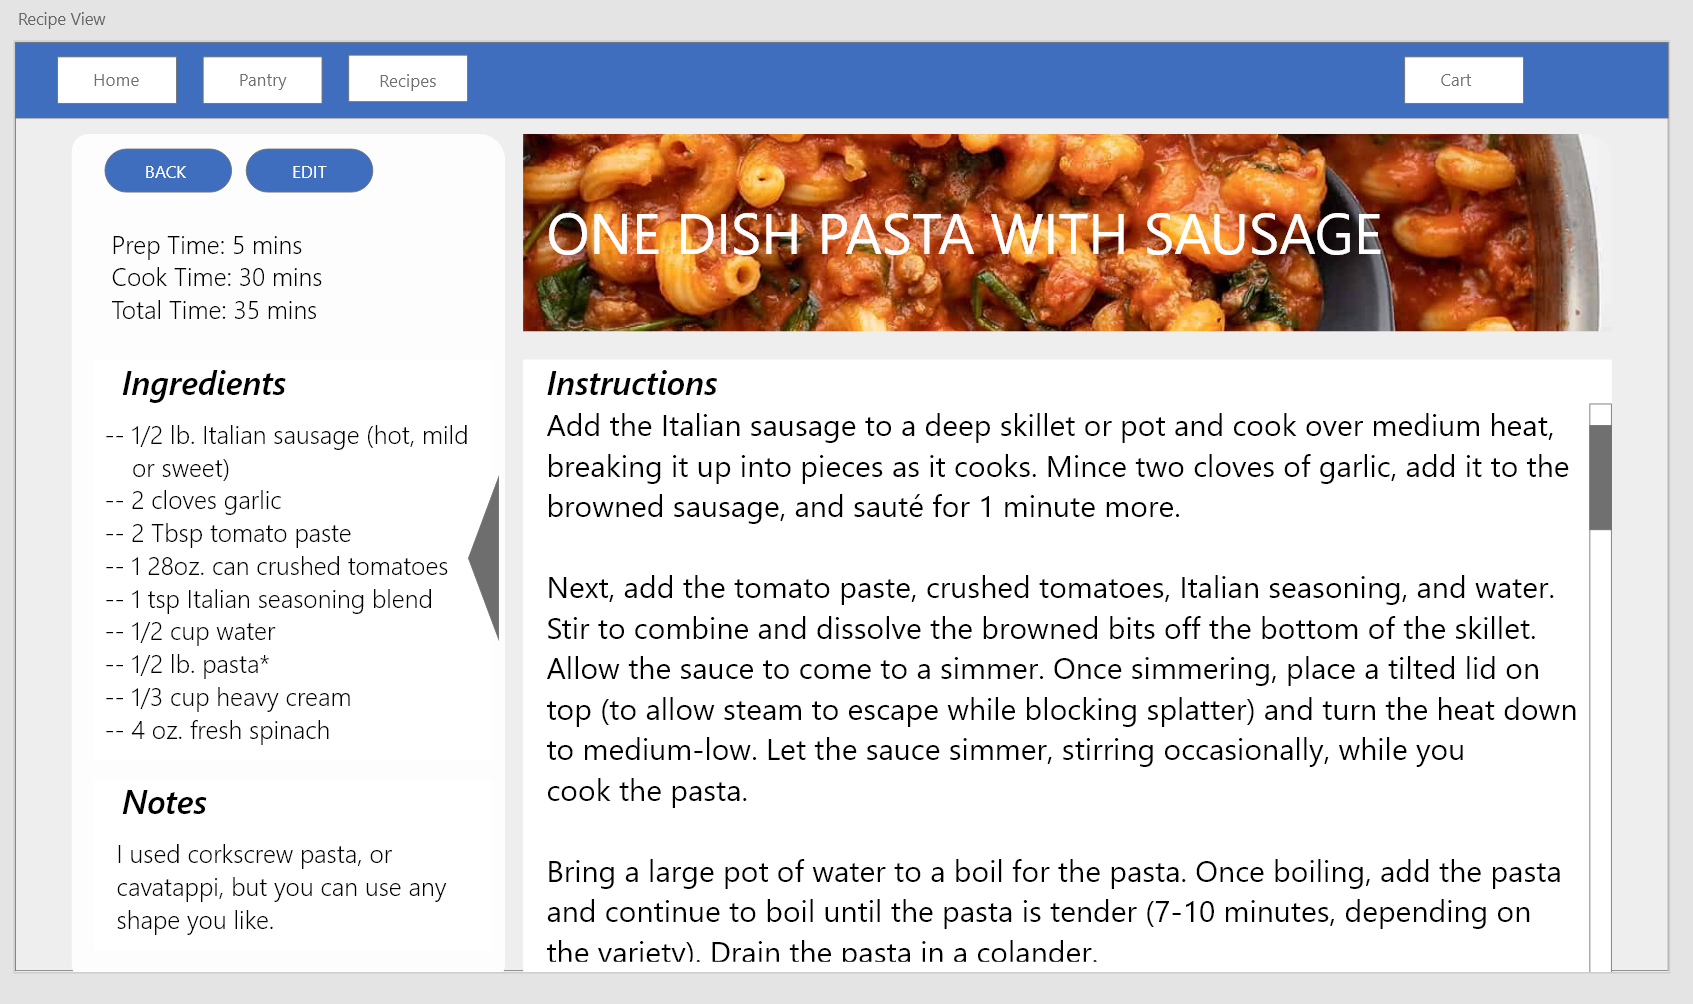 Recipe View
Home
Pantry
Recipes
Cart
BACK
EDIT
Prep Time: 5 mins
Cook Time: 30 mins
Total Time: 35 mins
Ingredients
-- 1/2 lb. Italian sausage (hot, mild
or sweet)
-- 2 cloves garlic
-- 2 Tbsp tomato paste
-- 1 28oz. can crushed tomatoes
-- 1 tsp Italian seasoning blend
-- 1/2 cup water
-- 1/2 lb. pasta*
-- 1/3 cup heavy cream
-- 4 oz. fresh spinach
Notes
I used corkscrew pasta, or
cavatappi, but you can use any
shape you like.
ONE DISH PASTA WITH SAUSAGE
Instructions
Add the Italian sausage to a deep skillet or pot and cook over medium heat,
breaking it up into pieces as it cooks. Mince two cloves of garlic, add it to the
browned sausage, and sauté for 1 minute more.
Next, add the tomato paste, crushed tomatoes, Italian seasoning, and water.
Stir to combine and dissolve the browned bits off the bottom of the skillet.
Allow the sauce to come to a simmer. Once simmering, place a tilted lid on
top (to allow steam to escape while blocking splatter) and turn the heat down
to medium-low. Let the sauce simmer, stirring occasionally, while you
cook the pasta.
Bring a large pot of water to a boil for the pasta. Once boiling, add the pasta
and continue to boil until the pasta is tender (7-10 minutes, depending on
the variety). Drain the pasta in a colander.